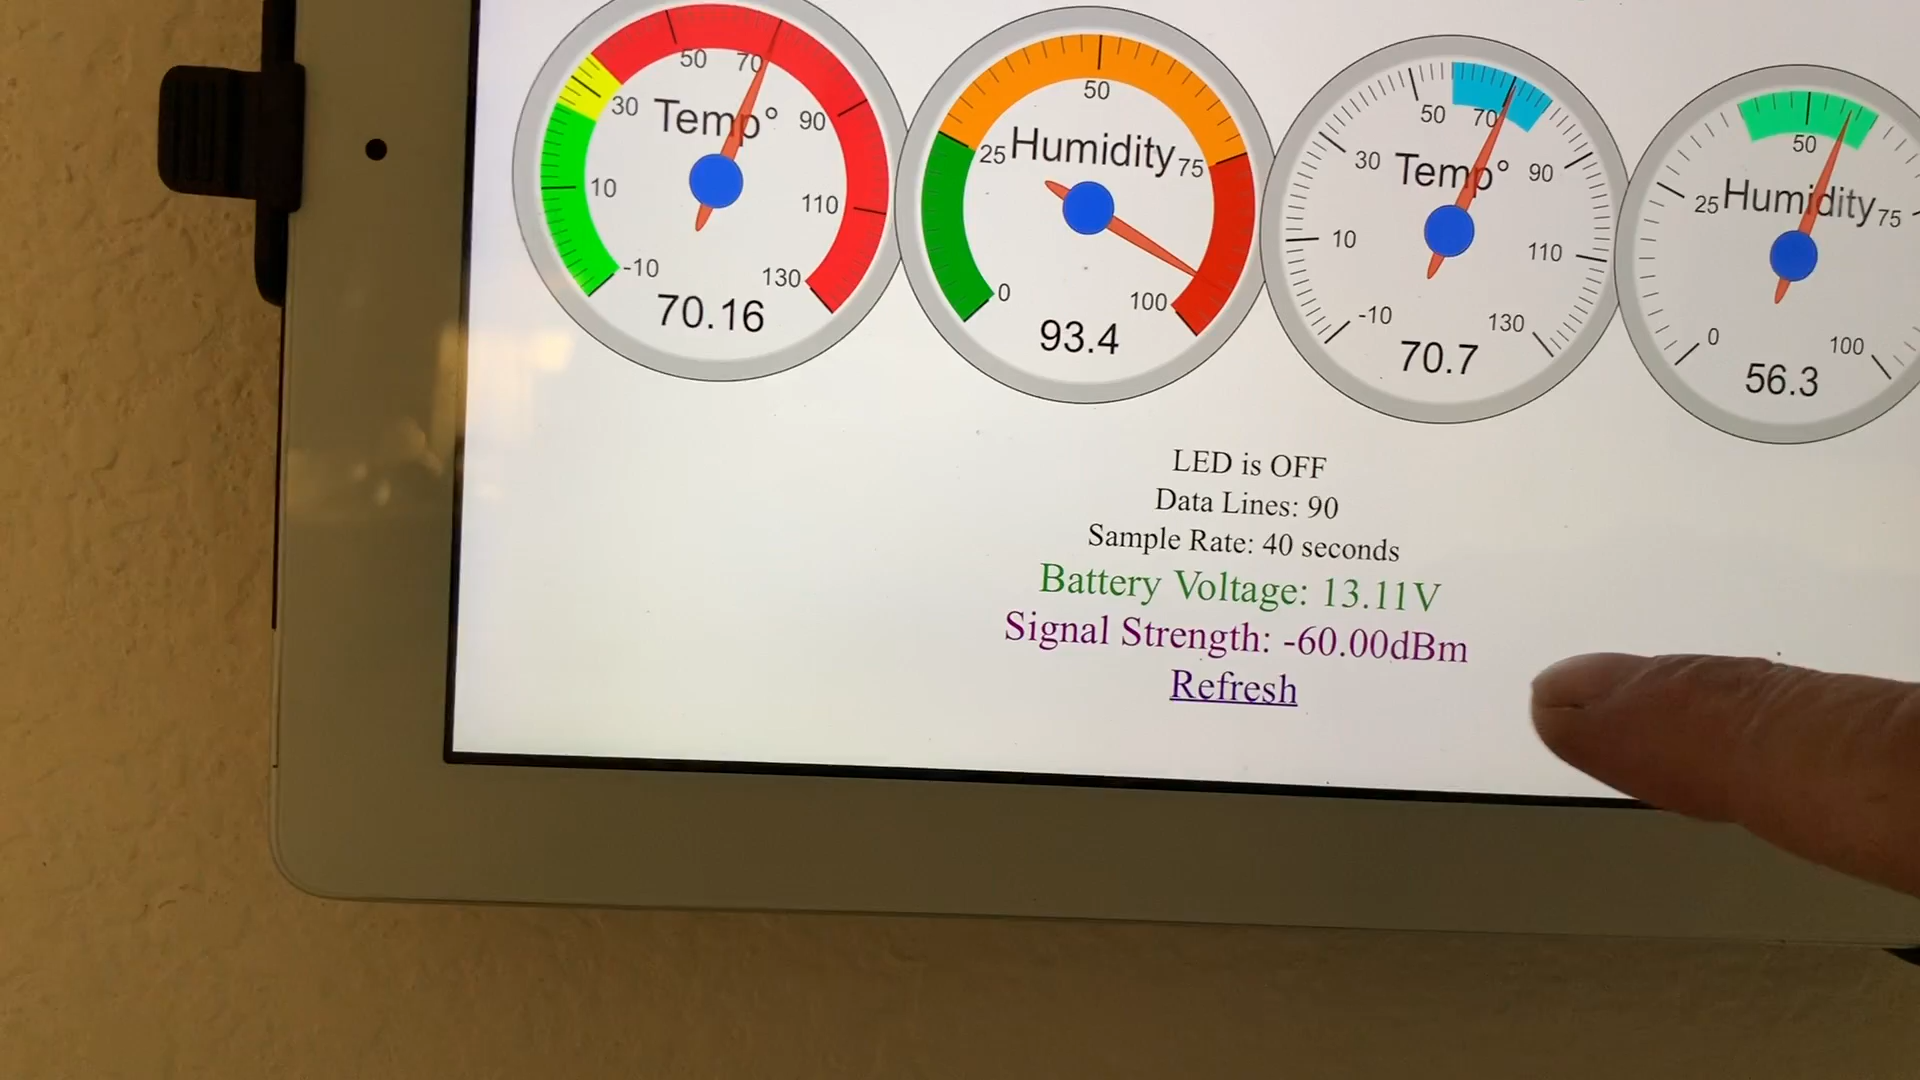 50 70
30 Temp° 90
10 110
-10 130
70.16
50
25 Humidity 75
0 100
93.4
50 70
30 Temp° 90
10 110
-10 130
70.7
50
25 Humidity 75
0 100
56.3
LED is OFF
Data Lines: 90
Sample Rate: 40 seconds
Battery Voltage: 13.11V
Signal Strength: -60.00dBm
Refresh